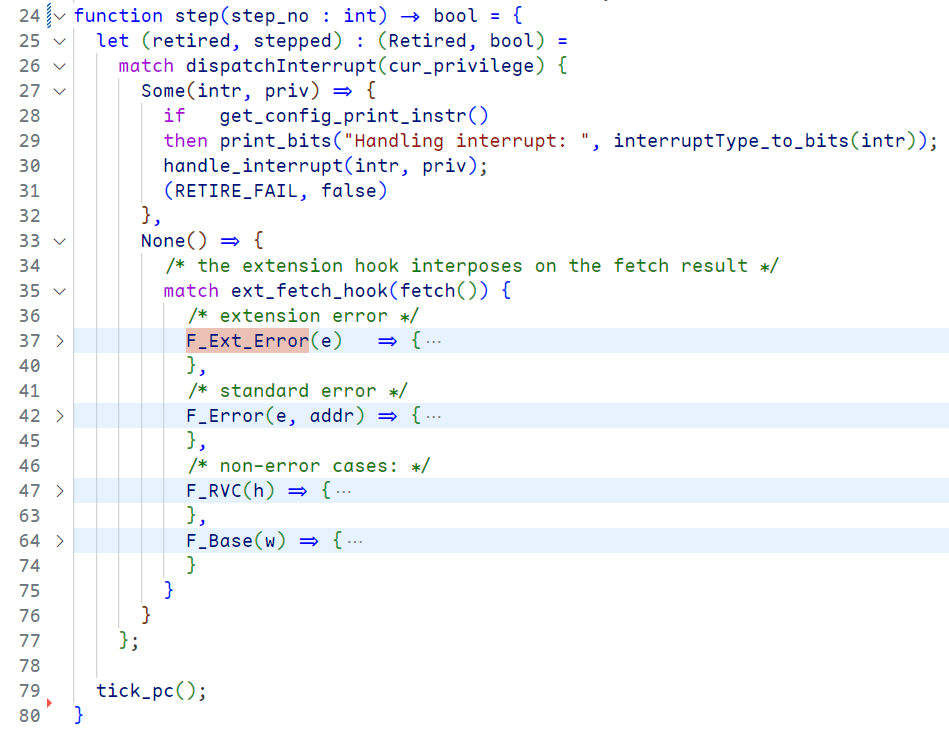 24 function step(step_no : int) → bool = {
25 let (retired, stepped) : (Retired, bool) =
26 match dispatchInterrupt(cur_privilege) {
27 Some(intr, priv) ⇒ {
28 if get_config_print_instr()
29 then print_bits("Handling interrupt: ", interruptType_to_bits(intr));
30 handle_interrupt(intr, priv);
31 (RETIRE_FAIL, false)
32 },
33 None() ⇒ {
34 /* the extension hook interposes on the fetch result */
35 match ext_fetch_hook(fetch()) {
36 /* extension error */
37 F_Ext_Error(e) ⇒ { ···
40 },
41 /* standard error */
42 F_Error(e, addr) ⇒ { ···
45 },
46 /* non-error cases: */
47 F_RVC(h) ⇒ { ···
63 },
64 F_Base(w) ⇒ { ···
74 }
75 }
76 }
77 };
78
79 tick_pc();
80 }